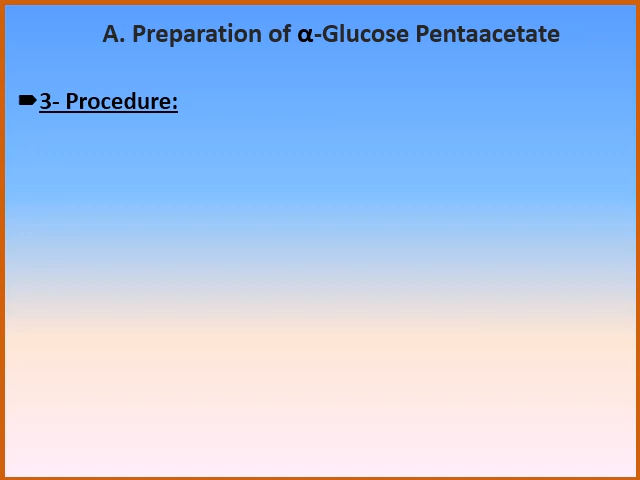 A. Preparation of α-Glucose Pentaacetate
3- Procedure: